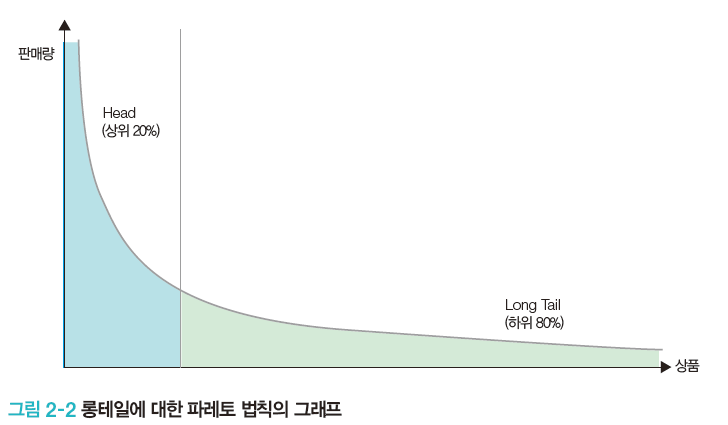 판매량
Head
(상위 20%)
Long Tail
(하위 80%)
상품
그림 2-2 롱테일에 대한 파레토 법칙의 그래프